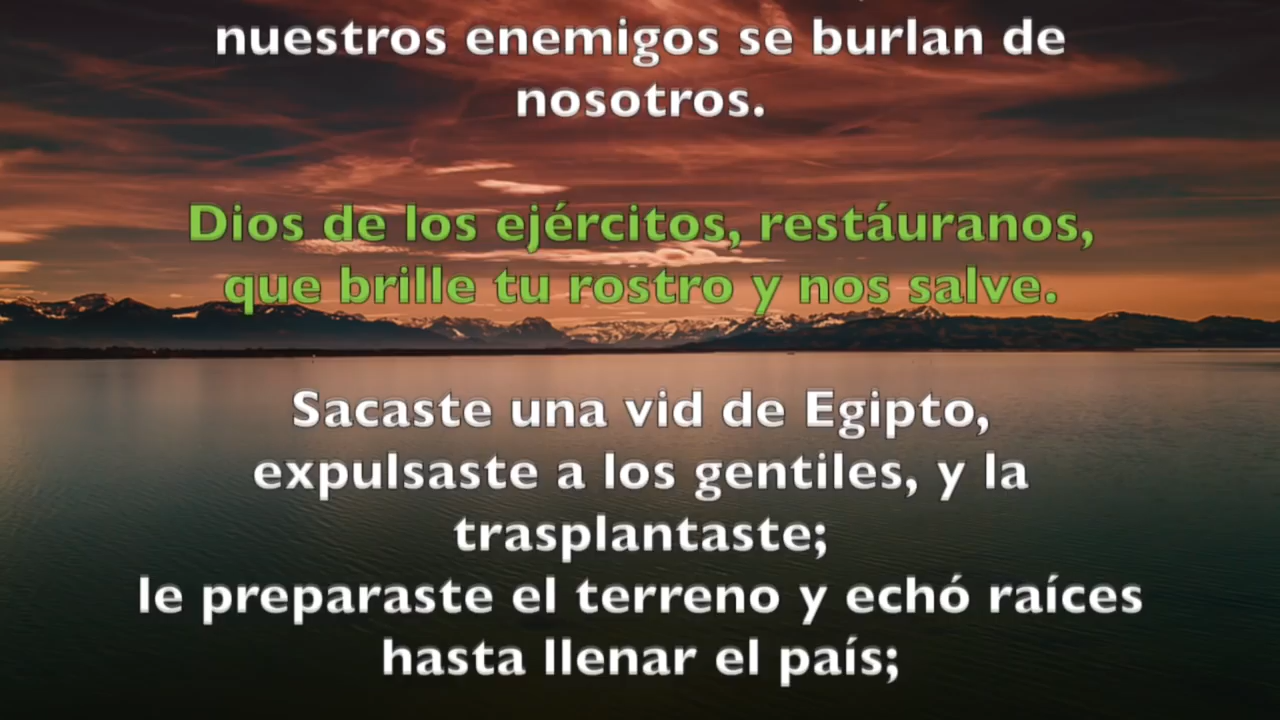 nuestros enemigos se burlan de
nosotros.
Dios de los ejércitos, restáuranos,
que brille tu rostro y nos salve.
Sacaste una vid de Egipto,
expulsaste a los gentiles, y la
trasplantaste;
le preparaste el terreno y echó raíces
hasta llenar el país;